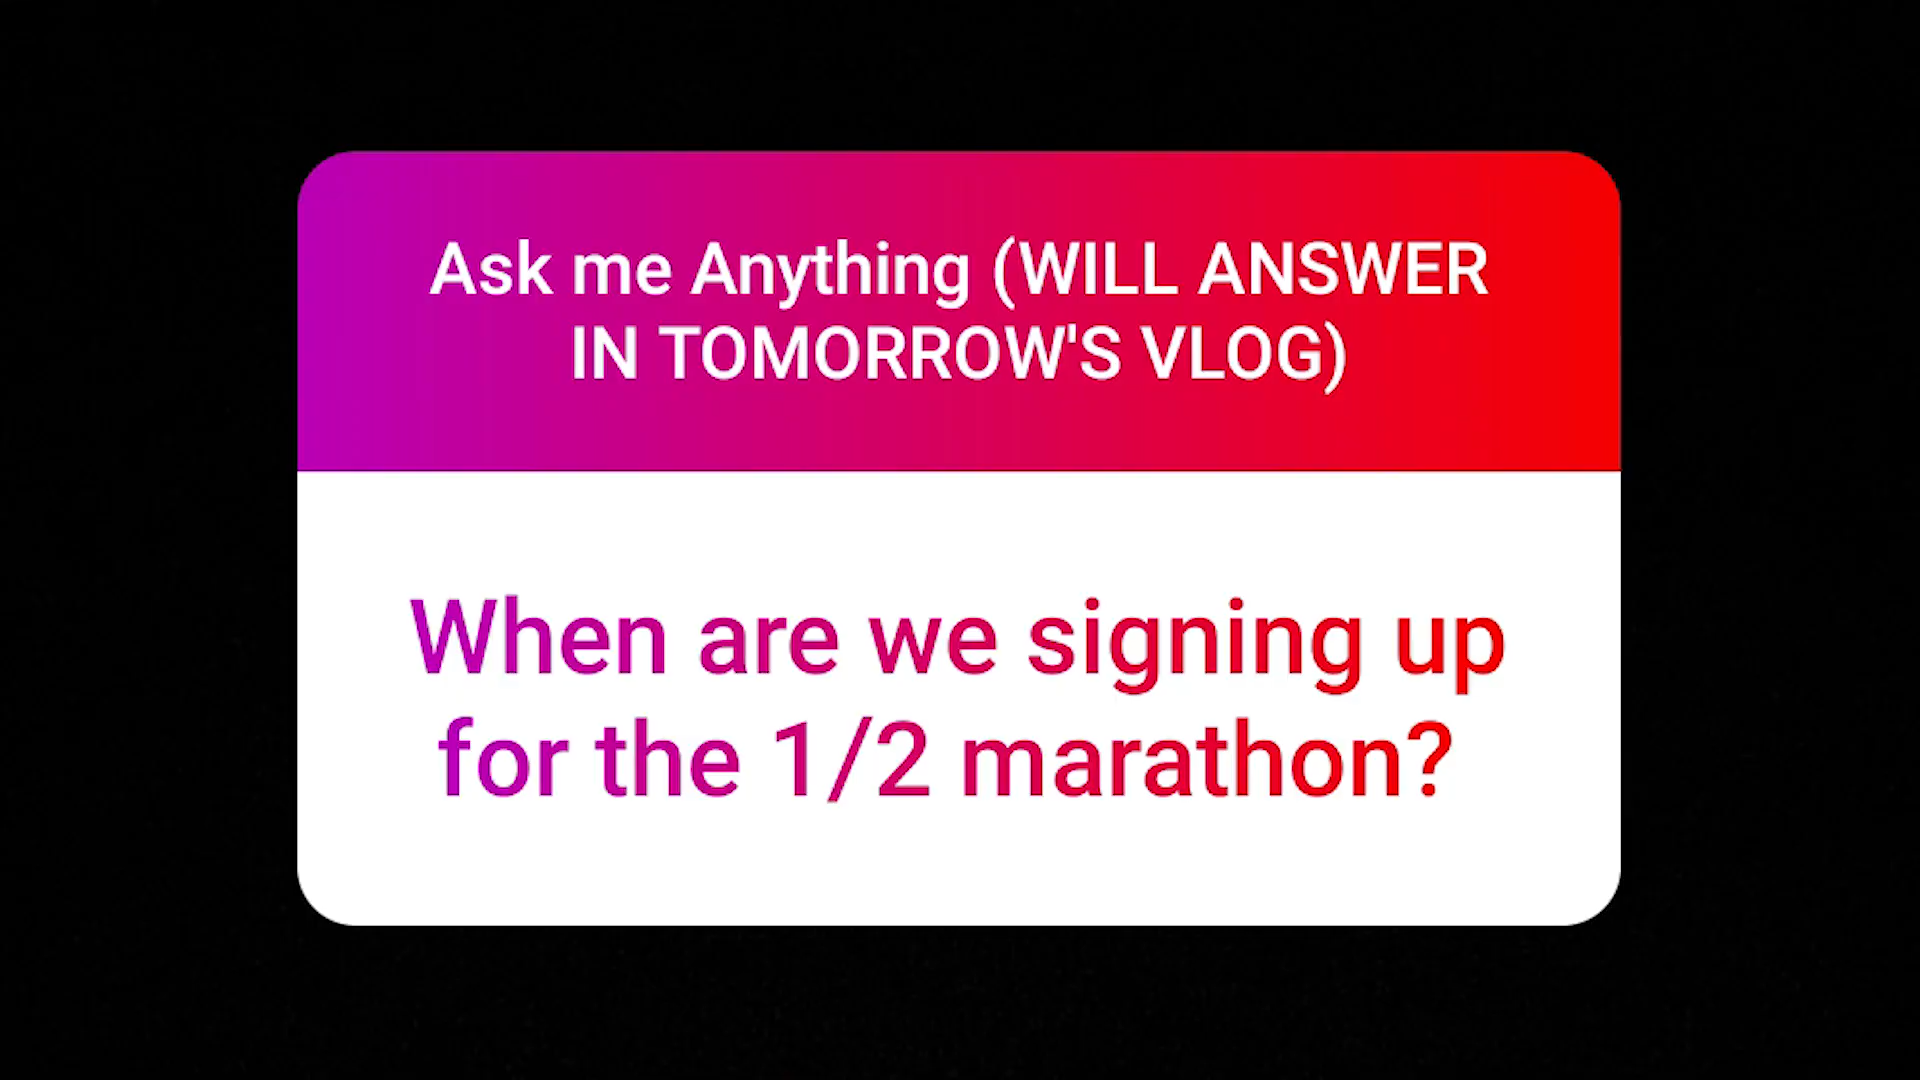 Ask me Anything (WILL ANSWER
IN TOMORROW'S VLOG)
When are we signing up
for the 1/2 marathon?